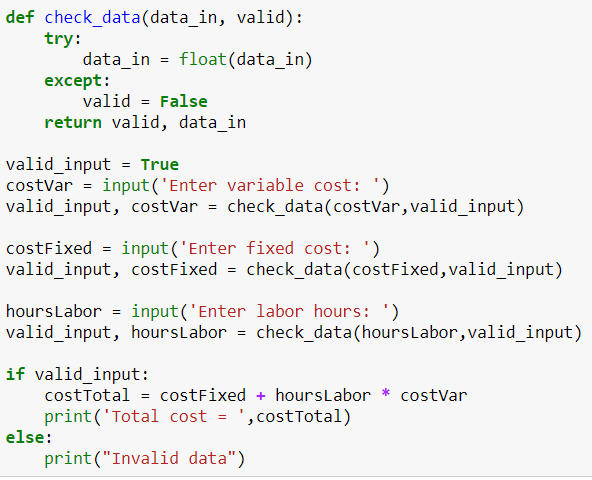 def check_data(data_in, valid):
    try:
        data_in = float(data_in)
    except:
        valid = False
    return valid, data_in

valid_input = True
costVar = input('Enter variable cost: ')
valid_input, costVar = check_data(costVar,valid_input)

costFixed = input('Enter fixed cost: ')
valid_input, costFixed = check_data(costFixed,valid_input)

hoursLabor = input('Enter labor hours: ')
valid_input, hoursLabor = check_data(hoursLabor,valid_input)

if valid_input:
    costTotal = costFixed + hoursLabor * costVar
    print('Total cost = ',costTotal)
else:
    print("Invalid data")